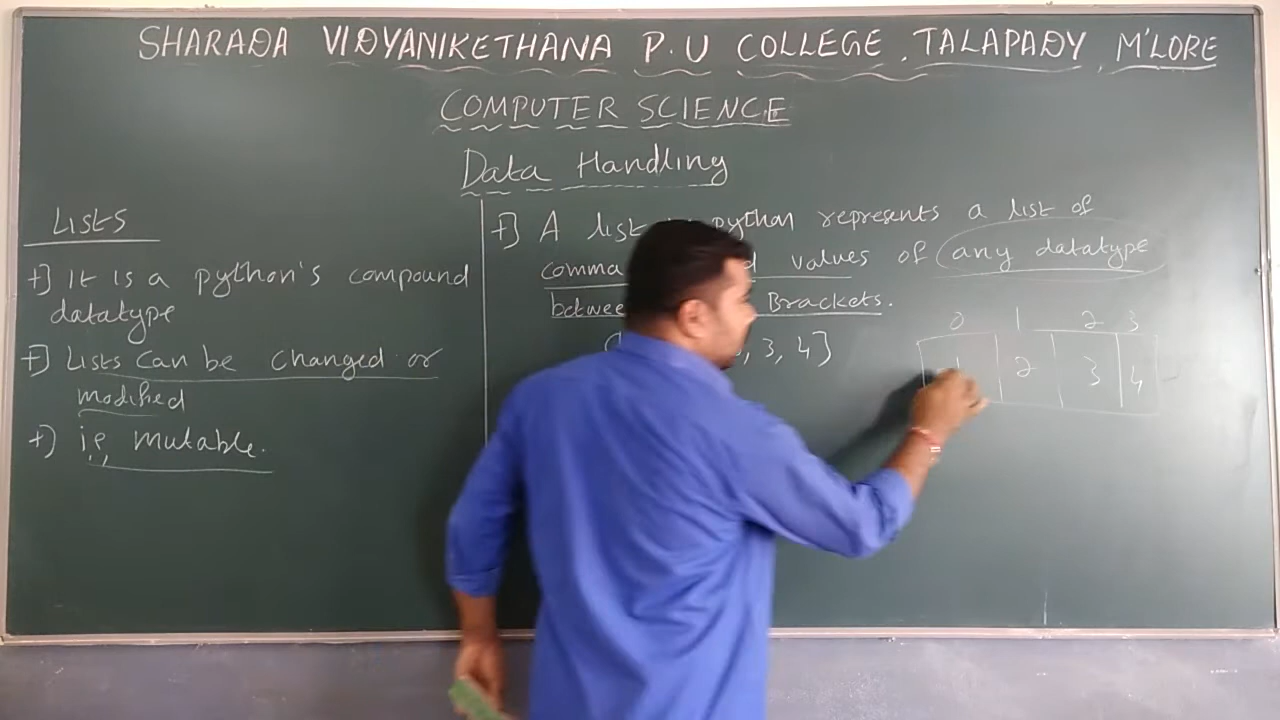 SHARADA VIDYANIKETHANA P.U COLLEGE, TALAPADY, M'LORE
COMPUTER SCIENCE
Data Handling
LISTS
+] It is a python's compound
datatype
+] Lists can be changed or
modified
+) i.e, mutable.
+] A list python represents a list of
comma values of any datatype
Brackets.
, 3, 4]
0 1 2 3
1 2 3 4